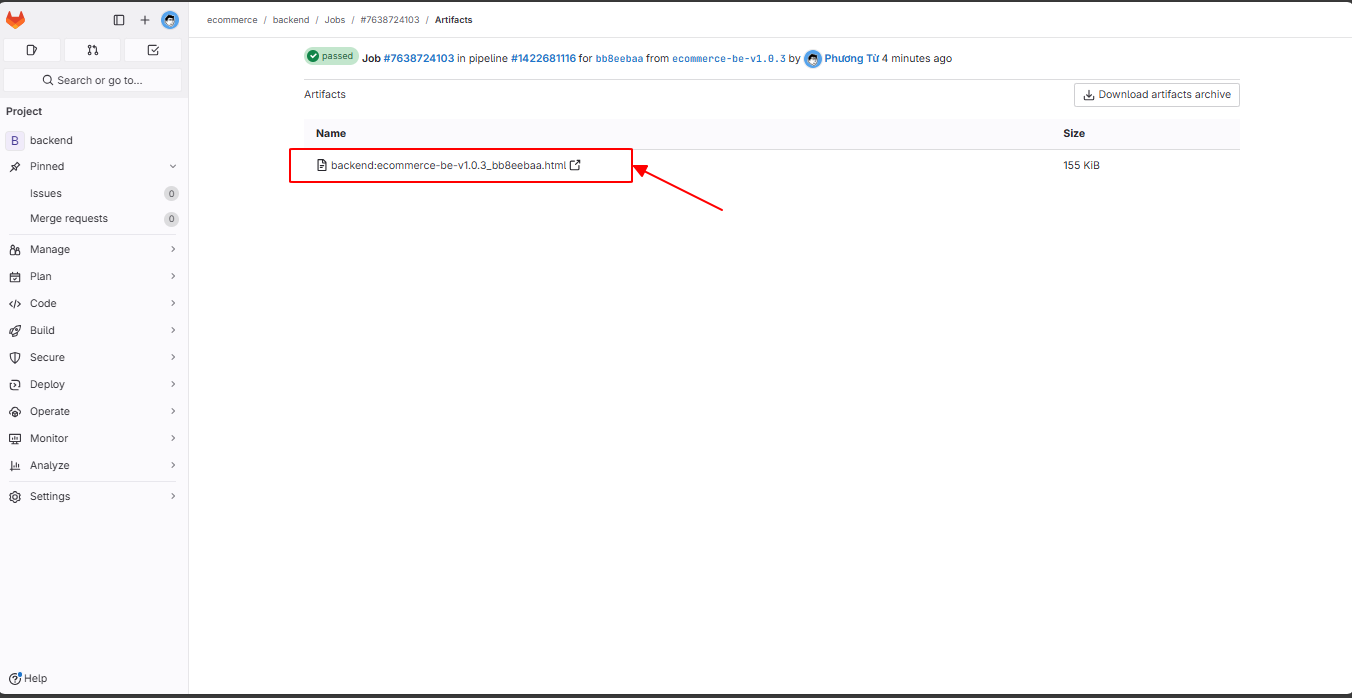 ecommerce / backend / Jobs / #7638724103 / Artifacts
Search or go to...
Project
B backend
Pinned
Issues 0
Merge requests 0
Manage
Plan
Code
Build
Secure
Deploy
Operate
Monitor
Analyze
Settings
Help
passed Job #7638724103 in pipeline #1422681116 for bb8eebaa from ecommerce-be-v1.0.3 by Phương Từ 4 minutes ago
Artifacts Download artifacts archive
Name Size
backend:ecommerce-be-v1.0.3_bb8eebaa.html 155 KiB